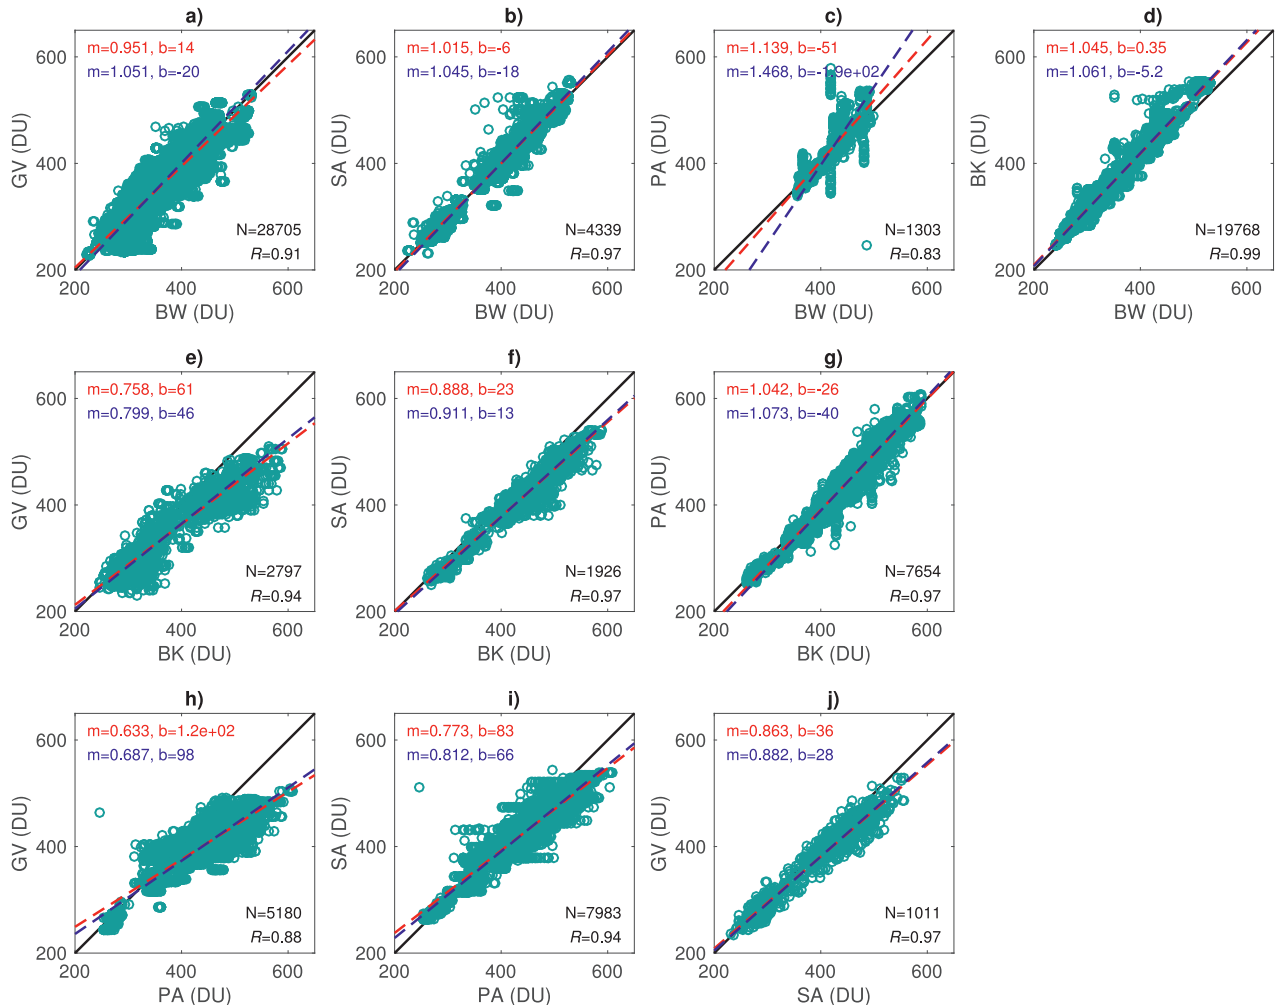 a)
m=0.951, b=14
m=1.051, b=-20
600
400
200
GV (DU)
N=28705
R=0.91
200 400 600
BW (DU)
b)
m=1.015, b=-6
m=1.045, b=-18
600
400
200
SA (DU)
N=4339
R=0.97
200 400 600
BW (DU)
c)
m=1.139, b=-51
m=1.468, b=-1.9e+02
600
400
200
PA (DU)
N=1303
R=0.83
200 400 600
BW (DU)
d)
m=1.045, b=0.35
m=1.061, b=-5.2
600
400
200
BK (DU)
N=19768
R=0.99
200 400 600
BW (DU)
e)
m=0.758, b=61
m=0.799, b=46
600
400
200
GV (DU)
N=2797
R=0.94
200 400 600
BK (DU)
f)
m=0.888, b=23
m=0.911, b=13
600
400
200
SA (DU)
N=1926
R=0.97
200 400 600
BK (DU)
g)
m=1.042, b=-26
m=1.073, b=-40
600
400
200
PA (DU)
N=7654
R=0.97
200 400 600
BK (DU)
h)
m=0.633, b=1.2e+02
m=0.687, b=98
600
400
200
GV (DU)
N=5180
R=0.88
200 400 600
PA (DU)
i)
m=0.773, b=83
m=0.812, b=66
600
400
200
SA (DU)
N=7983
R=0.94
200 400 600
PA (DU)
j)
m=0.863, b=36
m=0.882, b=28
600
400
200
GV (DU)
N=1011
R=0.97
200 400 600
SA (DU)